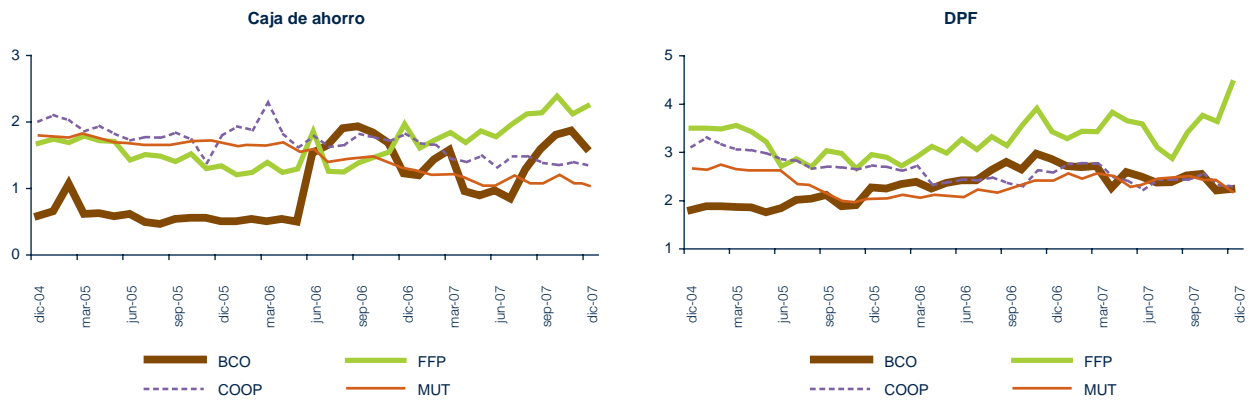 Caja de ahorro
3
2
1
0
dic-04
mar-05
jun-05
sep-05
dic-05
mar-06
jun-06
sep-06
dic-06
mar-07
jun-07
sep-07
dic-07
BCO
FFP
COOP
MUT
DPF
5
4
3
2
1
dic-04
mar-05
jun-05
sep-05
dic-05
mar-06
jun-06
sep-06
dic-06
mar-07
jun-07
sep-07
dic-07
BCO
FFP
COOP
MUT